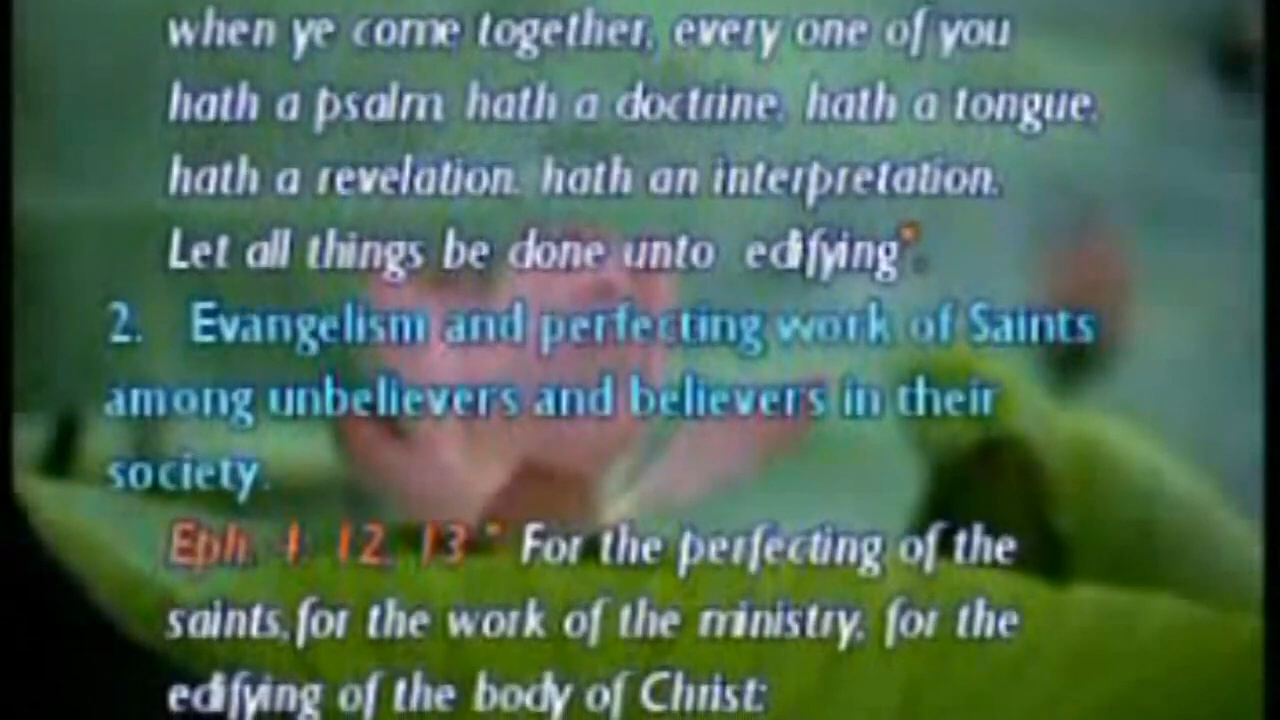 when ye come together, every one of you
hath a psalm, hath a doctrine, hath a tongue,
hath a revelation, hath an interpretation.
Let all things be done unto edifying".
2. Evangelism and perfecting work of Saints
among unbelievers and believers in their
society.
Eph. 4: 12, 13 " For the perfecting of the
saints, for the work of the ministry, for the
edifying of the body of Christ: